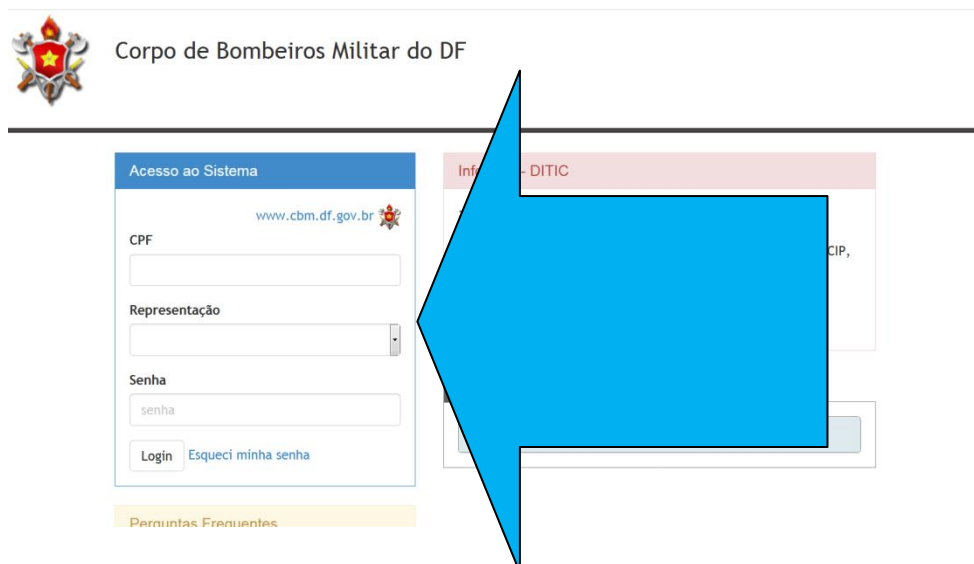 Corpo de Bombeiros Militar do DF
Acesso ao Sistema
www.cbm.df.gov.br
CPF
Representação
Senha
senha
Login Esqueci minha senha
Perguntas Frequentes
- DITIC
CIP,